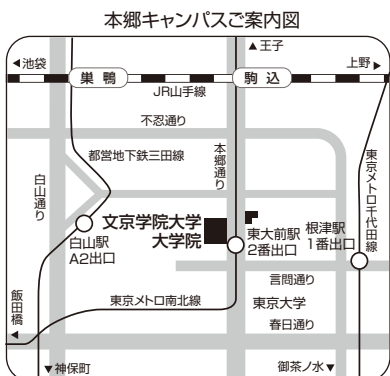 本郷キャンパスご案内図
▲王子
◀池袋
上野▶
巣鴨
駒込
JR山手線
不忍通り
都営地下鉄三田線
本郷通り
白山通り
東京メトロ千代田線
文京学院大学
大学院
東大前駅
2番出口
根津駅
1番出口
白山駅
A2出口
言問通り
飯田橋▼
東京メトロ南北線
東京大学
春日通り
▼神保町
御茶ノ水▼